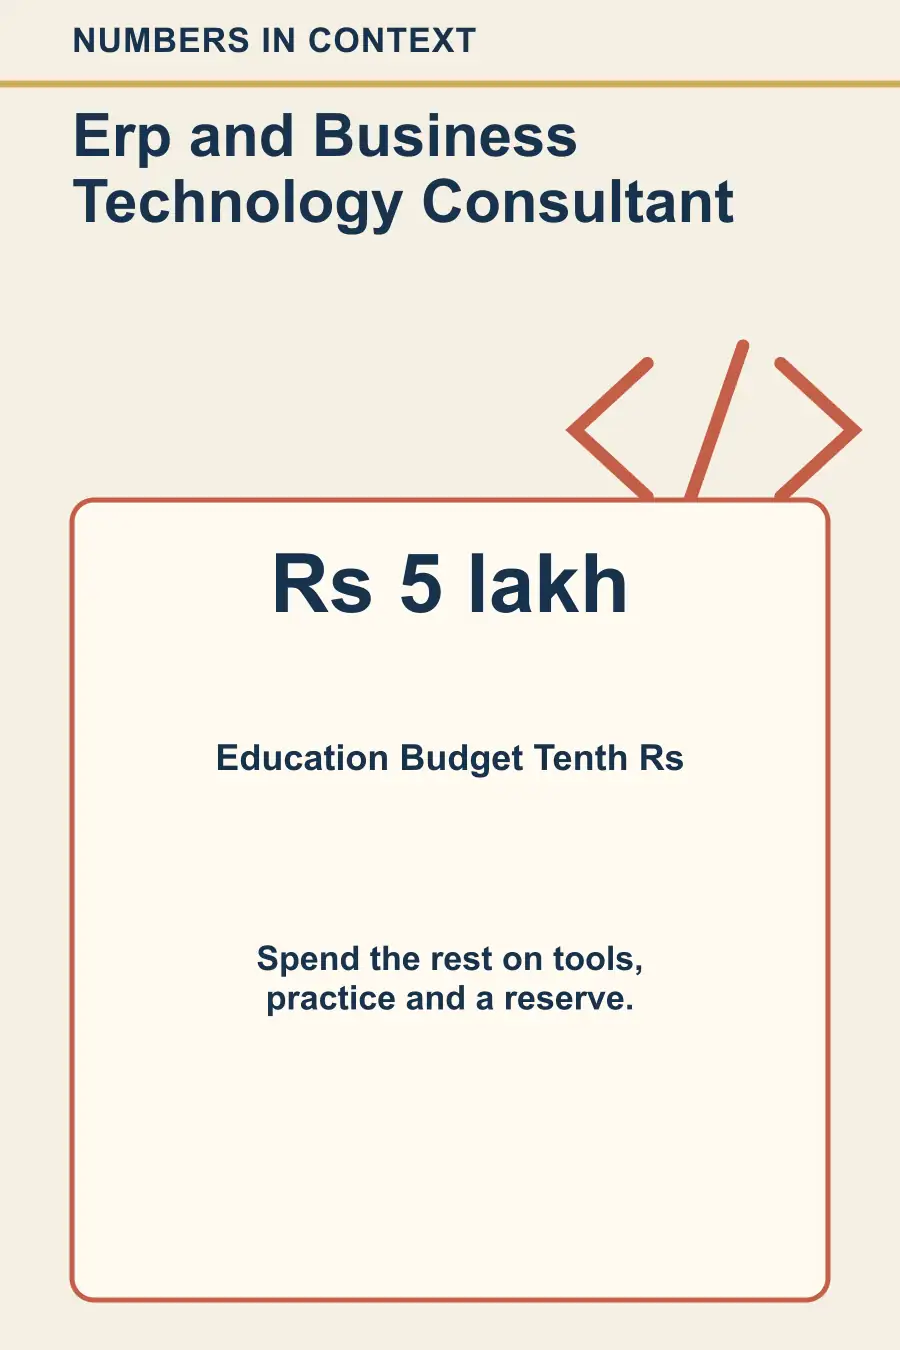 NUMBERS IN CONTEXT
Erp and Business
Technology Consultant
Rs 5 lakh
Education Budget Tenth Rs
Spend the rest on tools,
practice and a reserve.